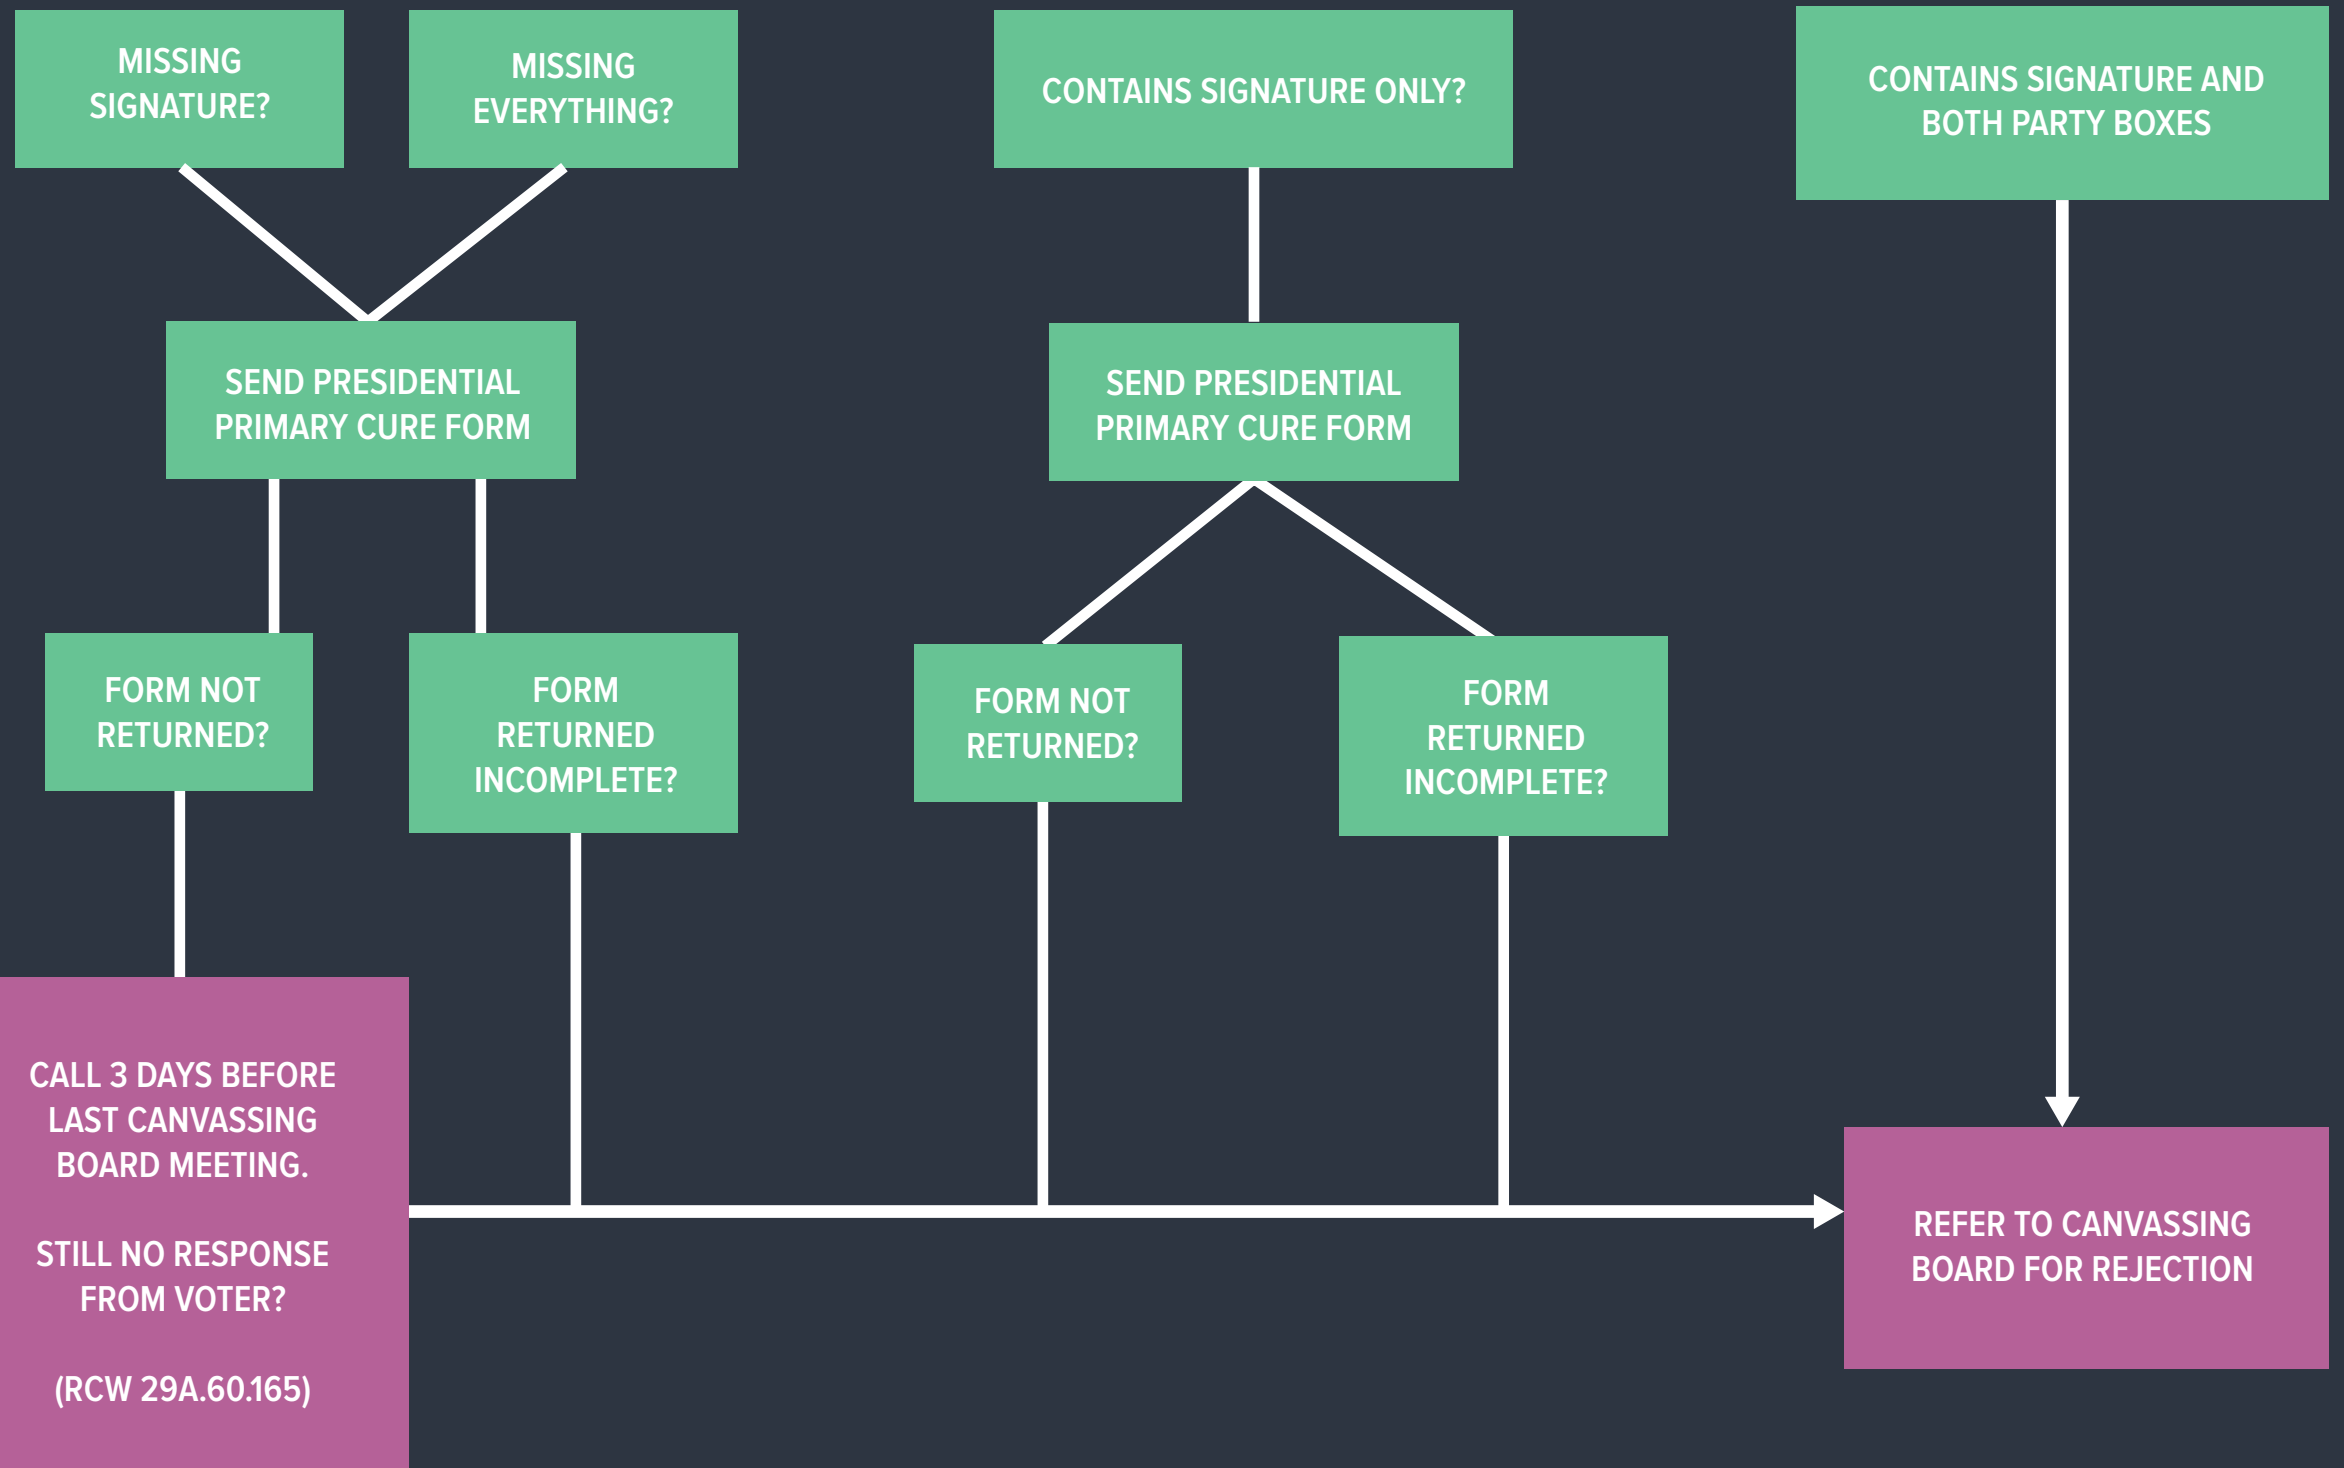 MISSING
SIGNATURE?
MISSING
EVERYTHING?
CONTAINS SIGNATURE ONLY?
CONTAINS SIGNATURE AND
BOTH PARTY BOXES
SEND PRESIDENTIAL
PRIMARY CURE FORM
SEND PRESIDENTIAL
PRIMARY CURE FORM
FORM NOT
RETURNED?
FORM
RETURNED
INCOMPLETE?
FORM NOT
RETURNED?
FORM
RETURNED
INCOMPLETE?
CALL 3 DAYS BEFORE
LAST CANVASSING
BOARD MEETING.
STILL NO RESPONSE
FROM VOTER?
(RCW 29A.60.165)
REFER TO CANVASSING
BOARD FOR REJECTION